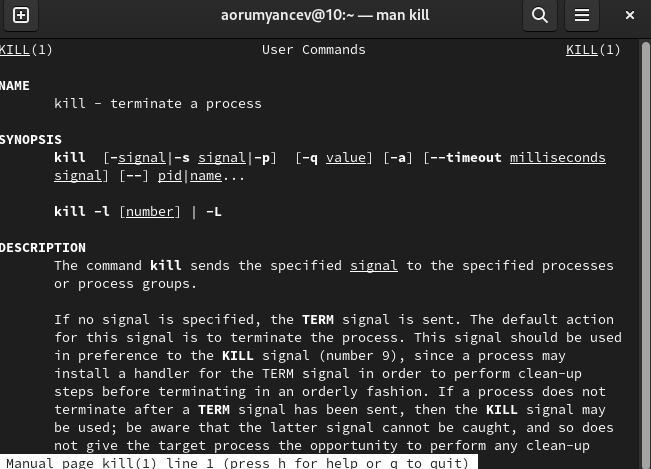 aorumyancev@10:~ — man kill
KILL(1) User Commands KILL(1)
NAME
kill - terminate a process
SYNOPSIS
kill [-signal|-s signal|-p] [-q value] [-a] [--timeout milliseconds
signal] [--] pid|name...
kill -l [number] | -L
DESCRIPTION
The command kill sends the specified signal to the specified processes
or process groups.
If no signal is specified, the TERM signal is sent. The default action
for this signal is to terminate the process. This signal should be used
in preference to the KILL signal (number 9), since a process may
install a handler for the TERM signal in order to perform clean-up
steps before terminating in an orderly fashion. If a process does not
terminate after a TERM signal has been sent, then the KILL signal may
be used; be aware that the latter signal cannot be caught, and so does
not give the target process the opportunity to perform any clean-up
Manual page kill(1) line 1 (press h for help or q to quit)